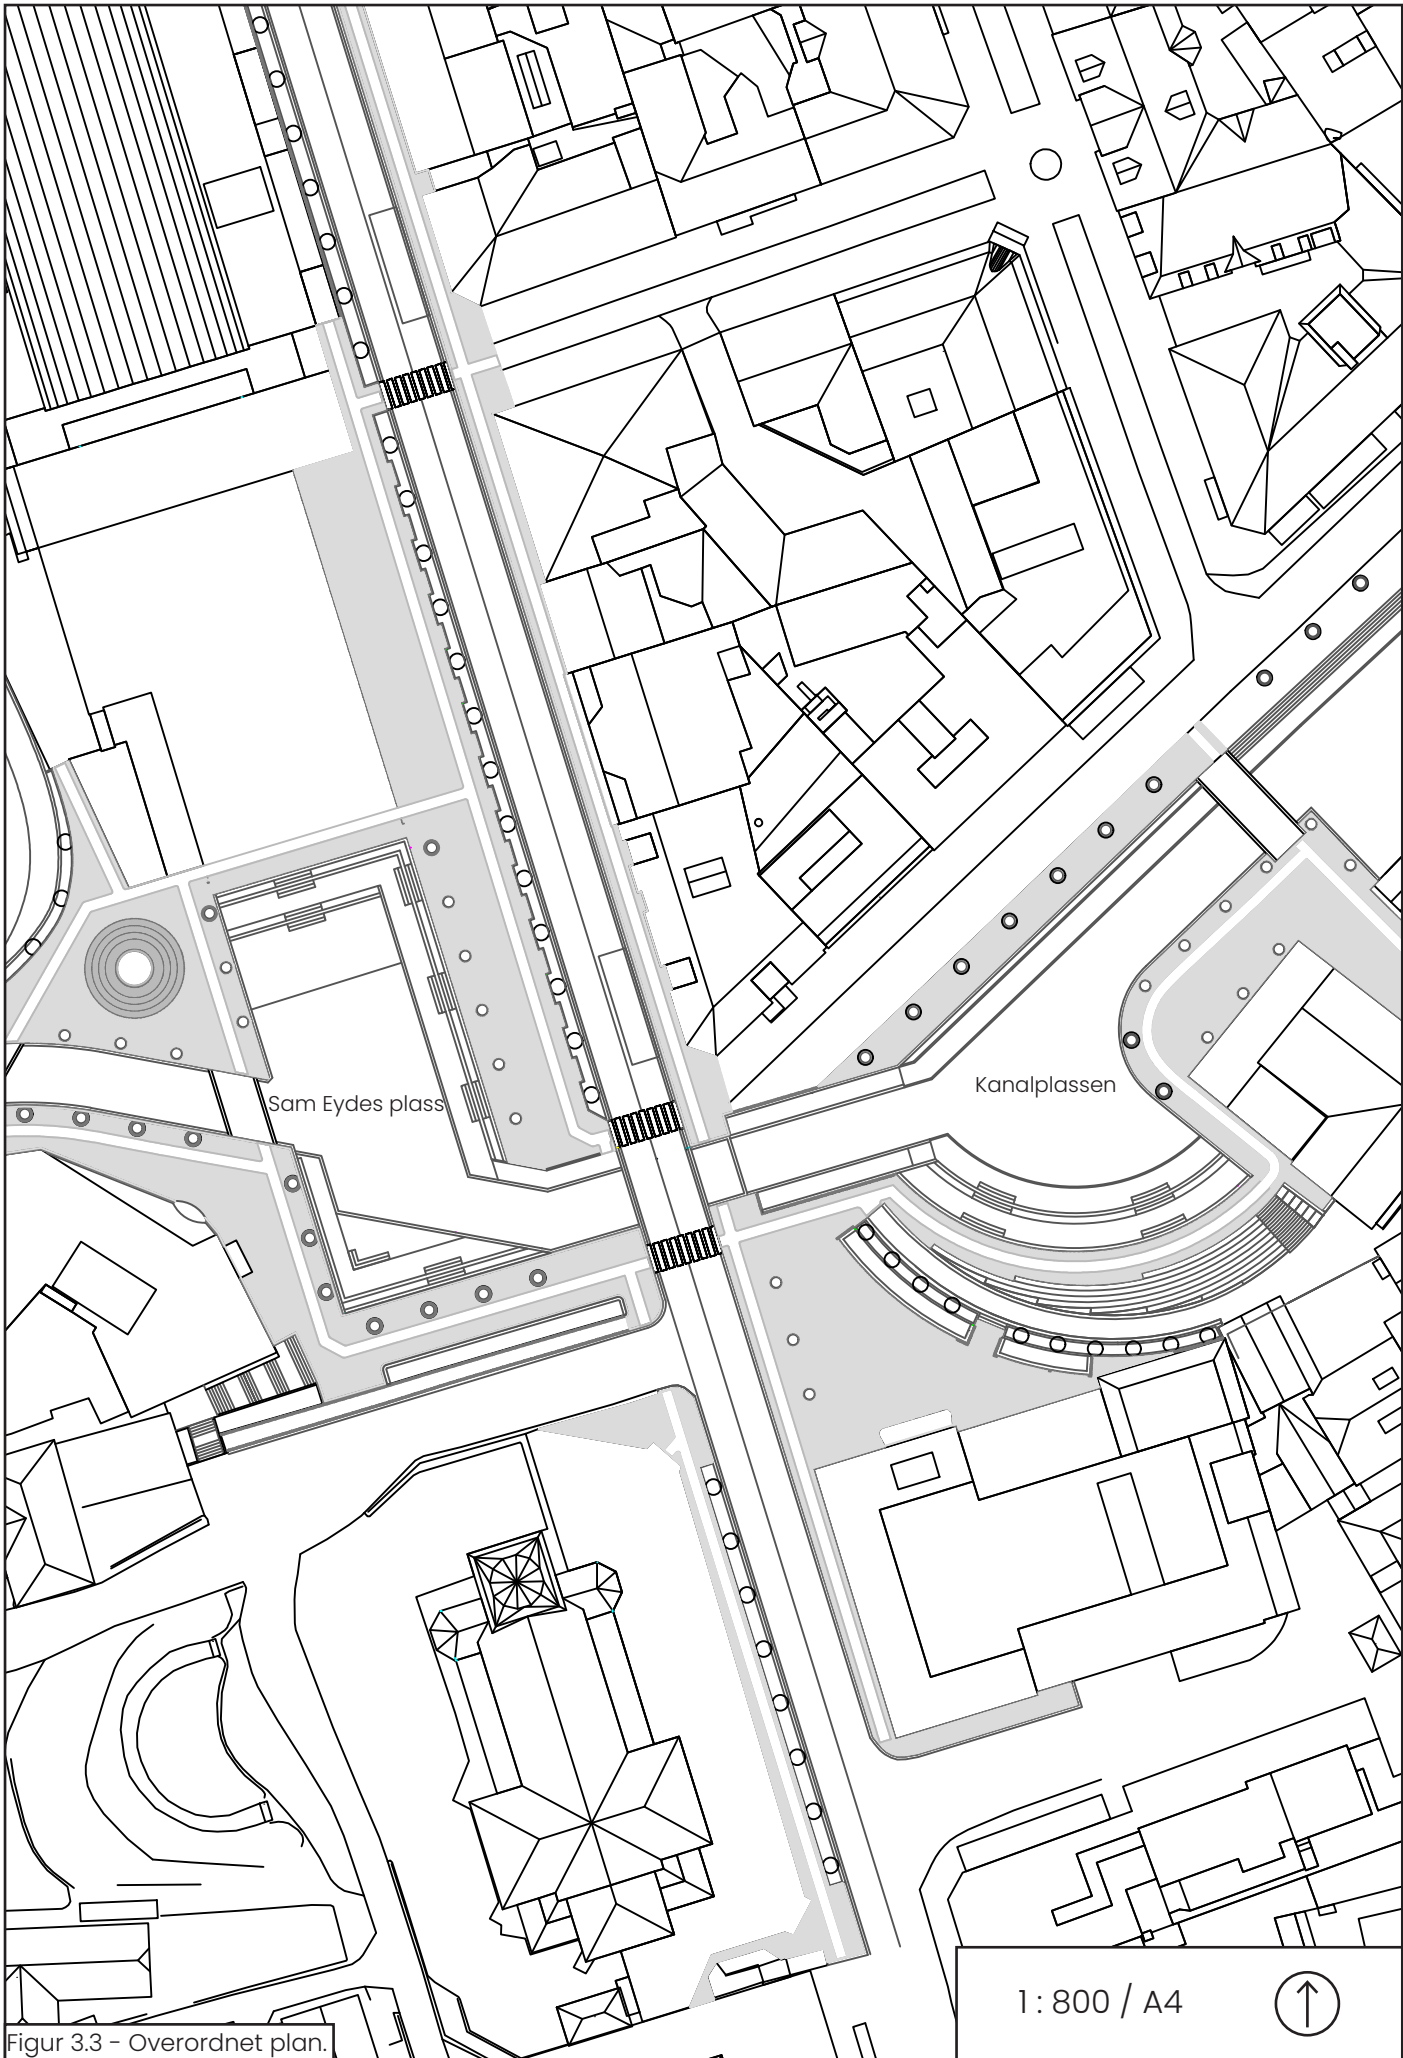 Kanalplassen
Sam Eydes plass
1 : 800 / A4
Figur 3.3 - Overordnet plan.